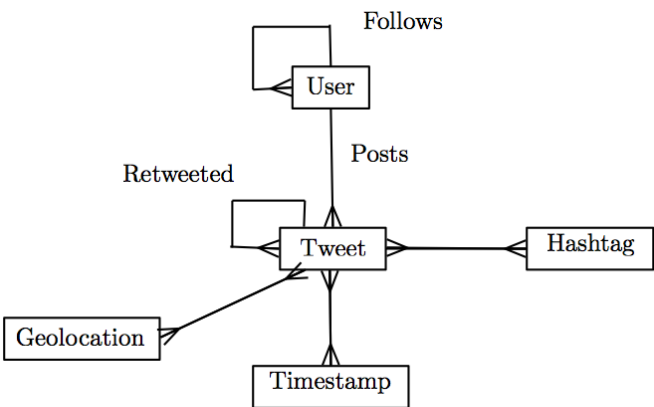 Follows
User
Posts
Retweeted
Tweet
Hashtag
Geolocation
Timestamp